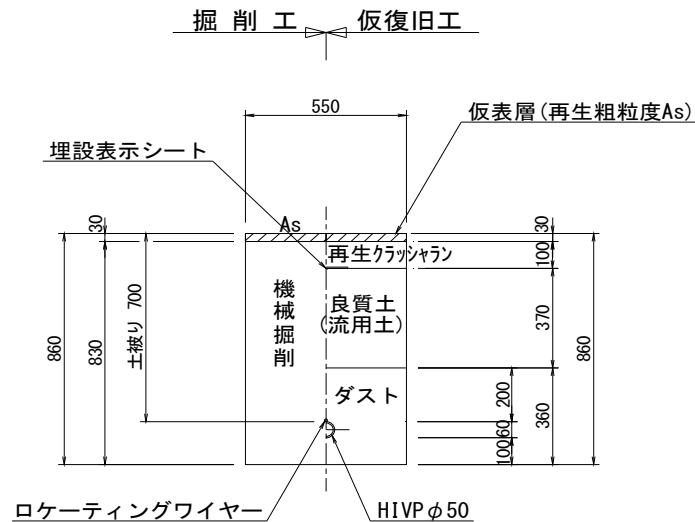 掘 削 工 仮復旧工
550
仮表層(再生粗粒度As)
埋設表示シート
30
As
30
再生クラッシャラン
100
機械掘削
良質土
(流用土)
370
860
830
土被り 700
860
ダスト
200
360
60
100
ロケーティングワイヤー
HIVPφ50